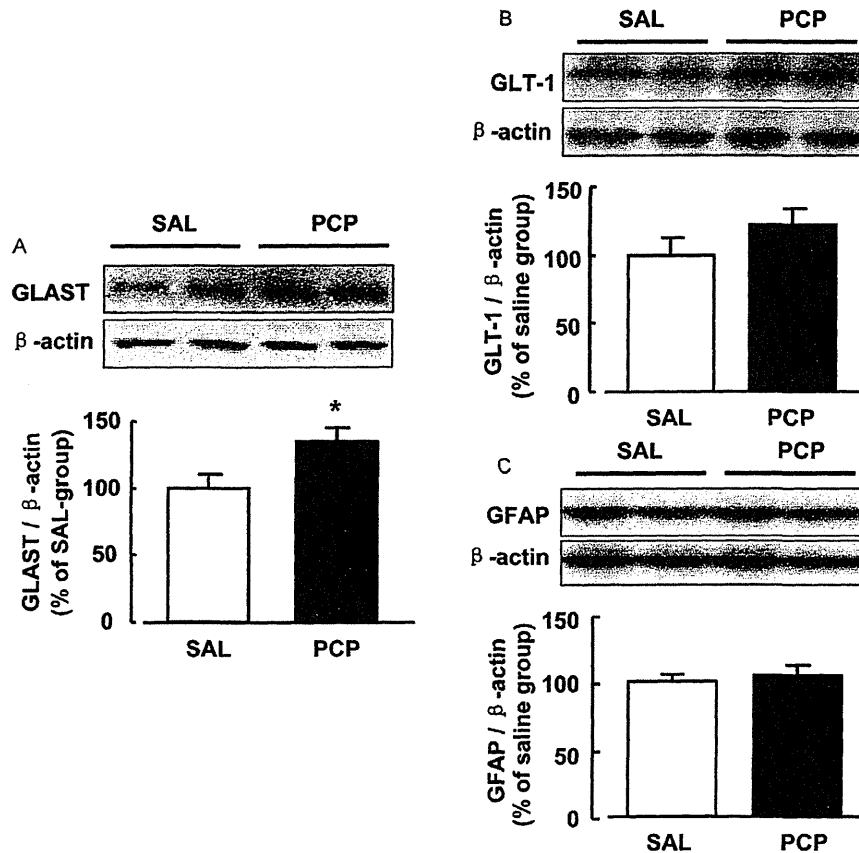 A
SAL PCP
GLAST
β-actin
GLAST / β-actin
(% of SAL-group)
150
100
50
0
*
SAL PCP
B
SAL PCP
GLT-1
β-actin
GLT-1 / β-actin
(% of saline group)
150
100
50
0
SAL PCP
C
SAL PCP
GFAP
β-actin
GFAP / β-actin
(% of saline group)
150
100
50
0
SAL PCP